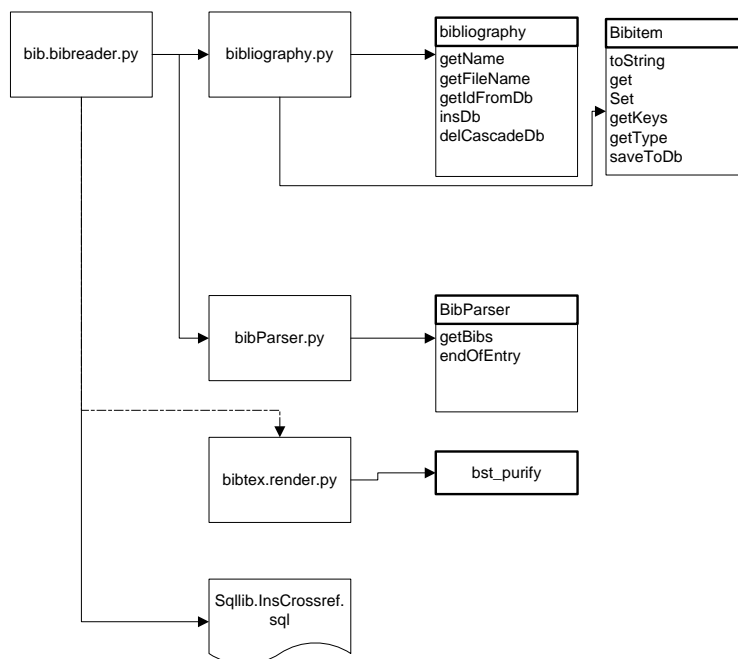 bib.bibreader.py
bibliography.py
bibliography
getName
getFileName
getIdFromDb
insDb
delCascadeDb
Bibitem
toString
get
Set
getKeys
getType
saveToDb
bibParser.py
BibParser
getBibs
endOfEntry
bibtex.render.py
bst_purify
Sqllib.InsCrossref.
sql